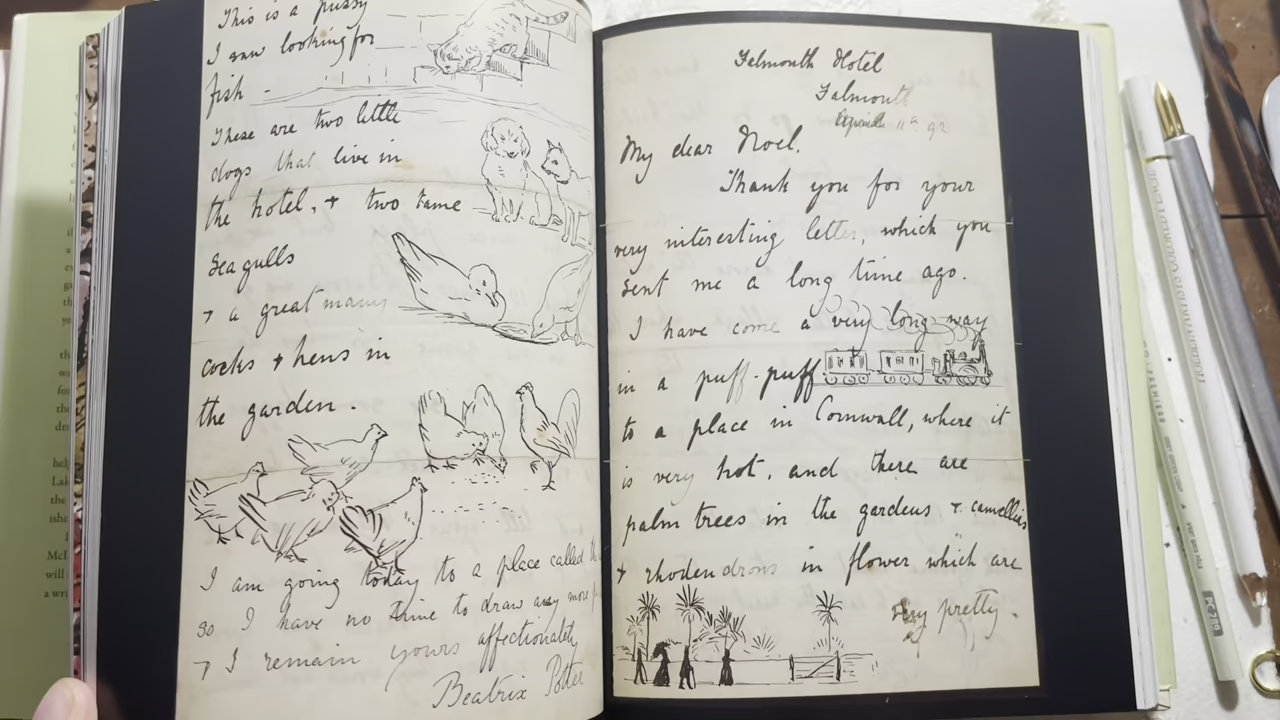 This is a pussy
I saw looking for
fish -
These are two little
dogs that live in
the hotel, + two tame
Sea gulls
+ a great many
cocks + hens in
the garden.
I am going today to a place called the
so I have no time to draw any more
+ I remain yours affectionately
Beatrix Potter
Falmouth Hotel
Falmouth
April 11th 92
My dear Noel,
Thank you for your
very interesting letter, which you
sent me a long time ago.
I have come a very long way
in a puff-puff
to a place in Cornwall, where it
is very hot, and there are
palm trees in the gardens + camellias
+ rhodendrons in flower which are
very pretty.